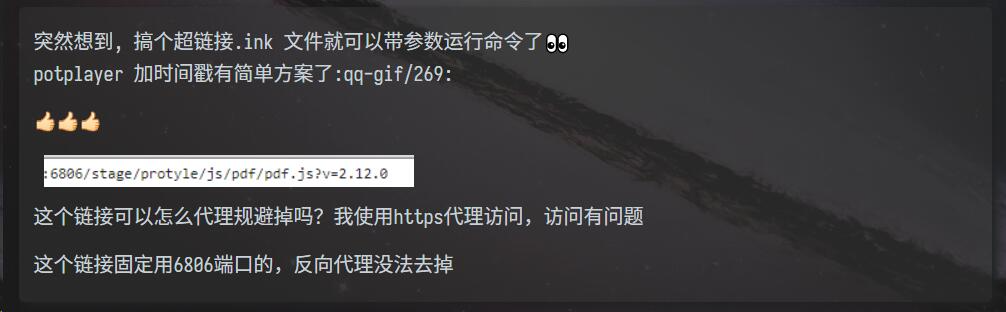 突然想到, 搞个超链接.ink 文件就可以带参数运行命令了👀
potplayer 加时间戳有简单方案了:qq-gif/269:
👍🏻👍🏻👍🏻
:6806/stage/protyle/js/pdf/pdf.js?v=2.12.0
这个链接可以怎么代理规避掉吗？我使用https代理访问，访问有问题
这个链接固定用6806端口的，反向代理没法去掉